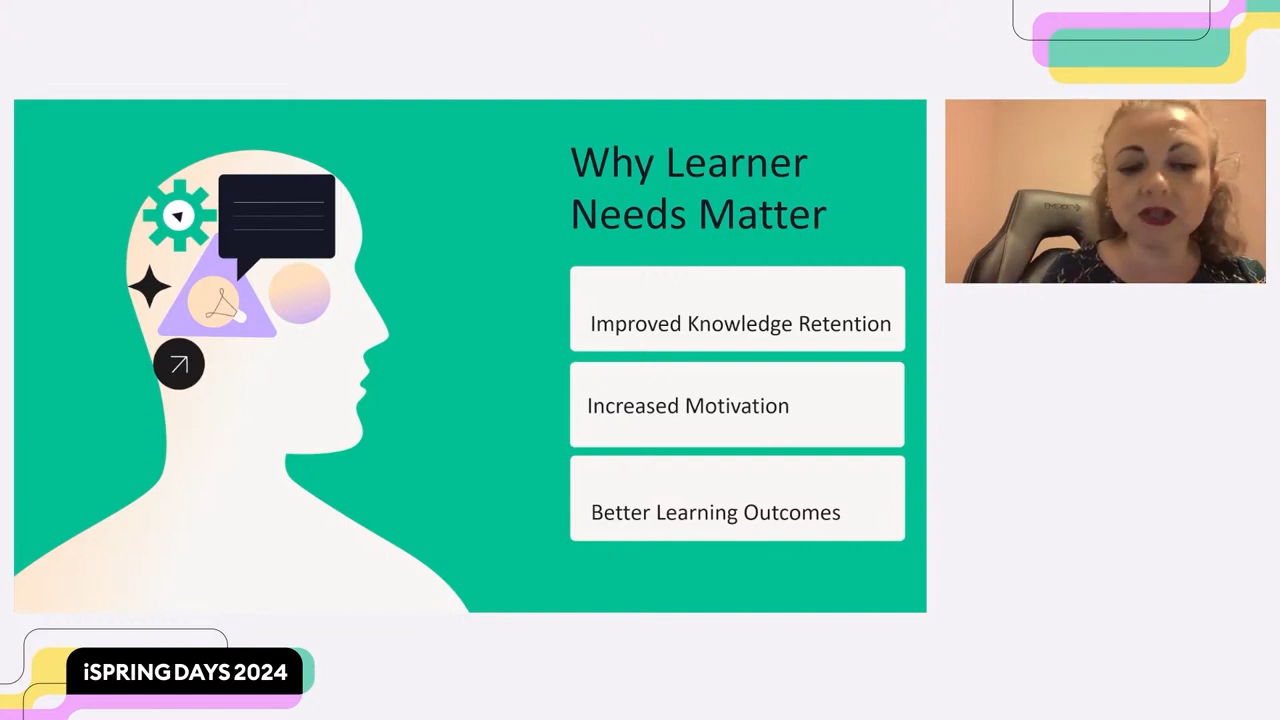 Why Learner
Needs Matter
Improved Knowledge Retention
Increased Motivation
Better Learning Outcomes
iSPRING DAYS 2024